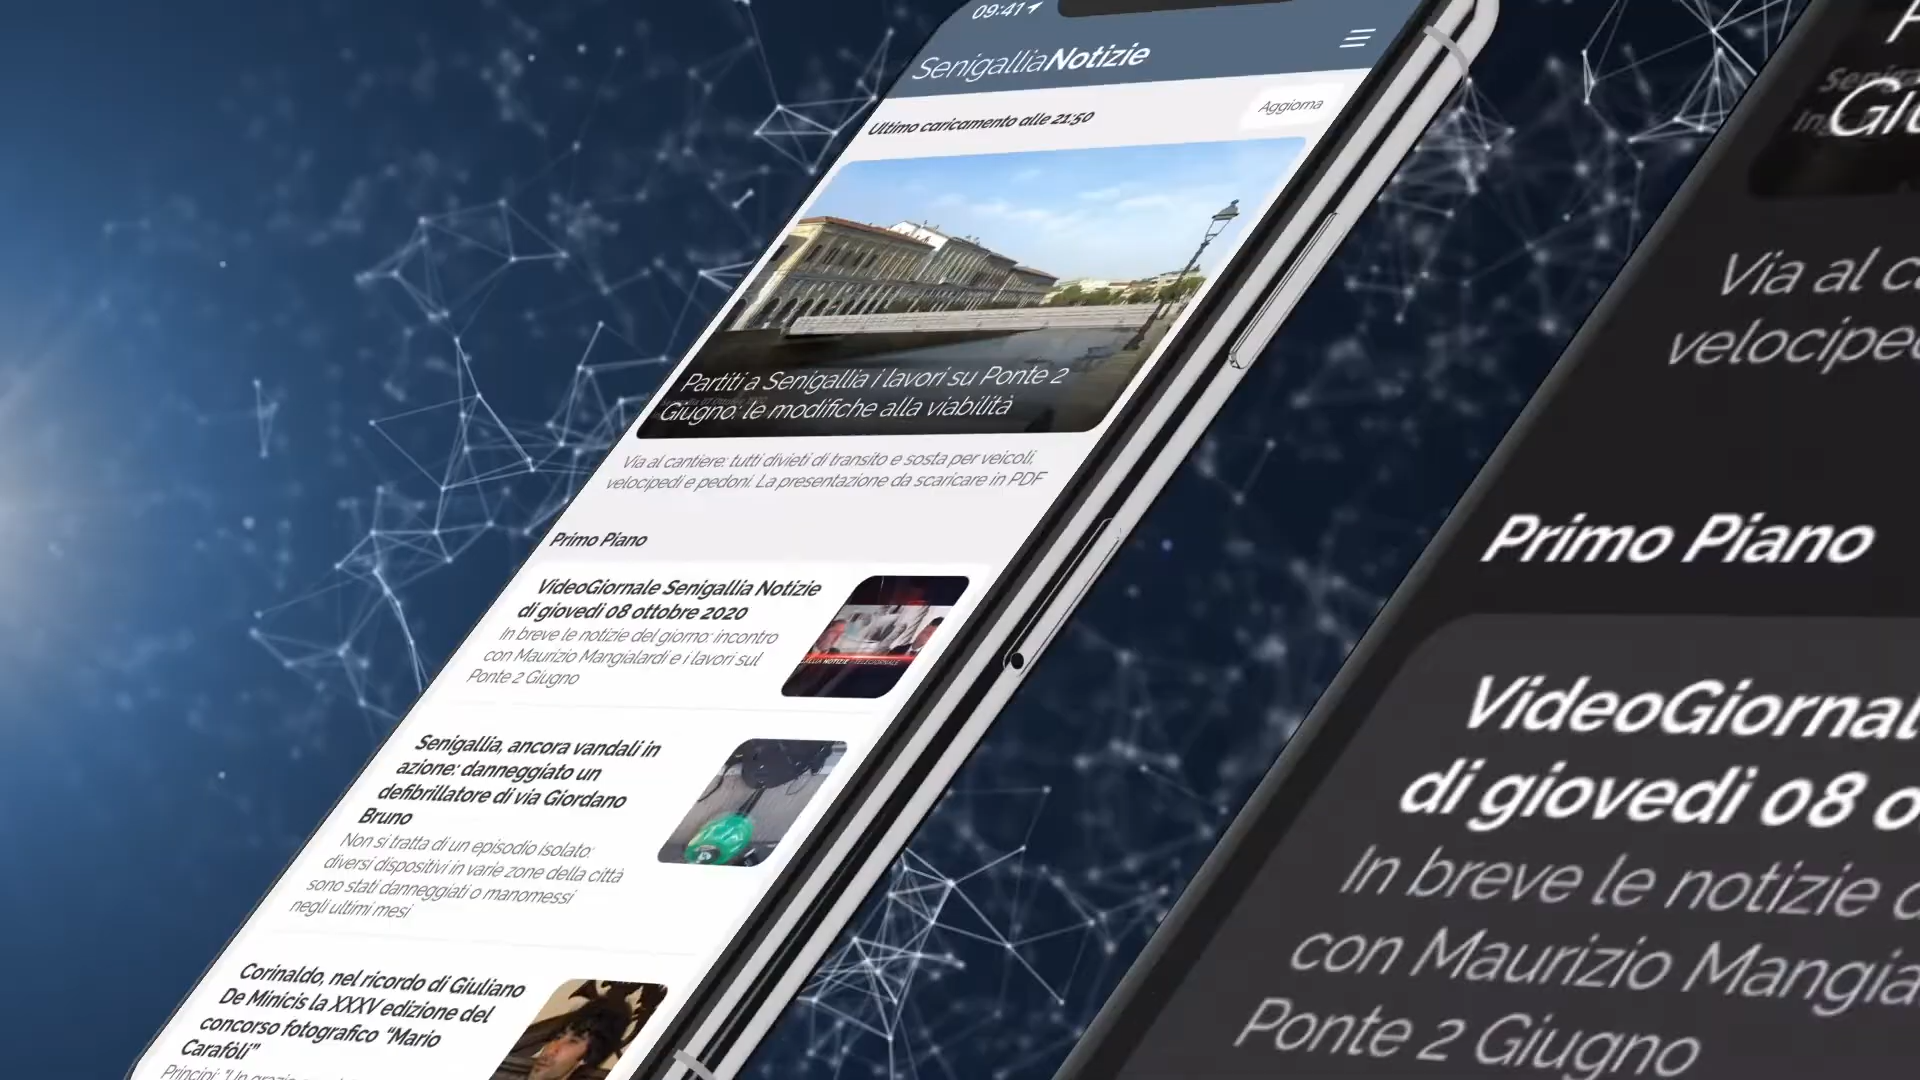 09:41
SenigalliaNotizie
Ultimo caricamento alle 21:50
Aggiorna
Partiti a Senigallia i lavori su Ponte 2
Giugno: le modifiche alla viabilità
Via al cantiere: tutti divieti di transito e sosta per veicoli,
velocipedi e pedoni. La presentazione da scaricare in PDF
Primo Piano
VideoGiornale Senigallia Notizie
di giovedì 08 ottobre 2020
In breve le notizie del giorno: incontro
con Maurizio Mangialardi e i lavori sul
Ponte 2 Giugno
Senigallia, ancora vandali in
azione: danneggiato un
defibrillatore di via Giordano
Bruno
Non si tratta di un episodio isolato:
diversi dispositivi in varie zone della città
sono stati danneggiati o manomessi
negli ultimi mesi
Corinaldo, nel ricordo di Giuliano
De Minicis la XXXV edizione del
concorso fotografico "Mario
Carafòli"
Principi: "Un
Via al
Primo Piano
VideoGiornal
di giovedì 08 o
In breve le notizie d
con Maurizio Mangia
Ponte 2 Giugno